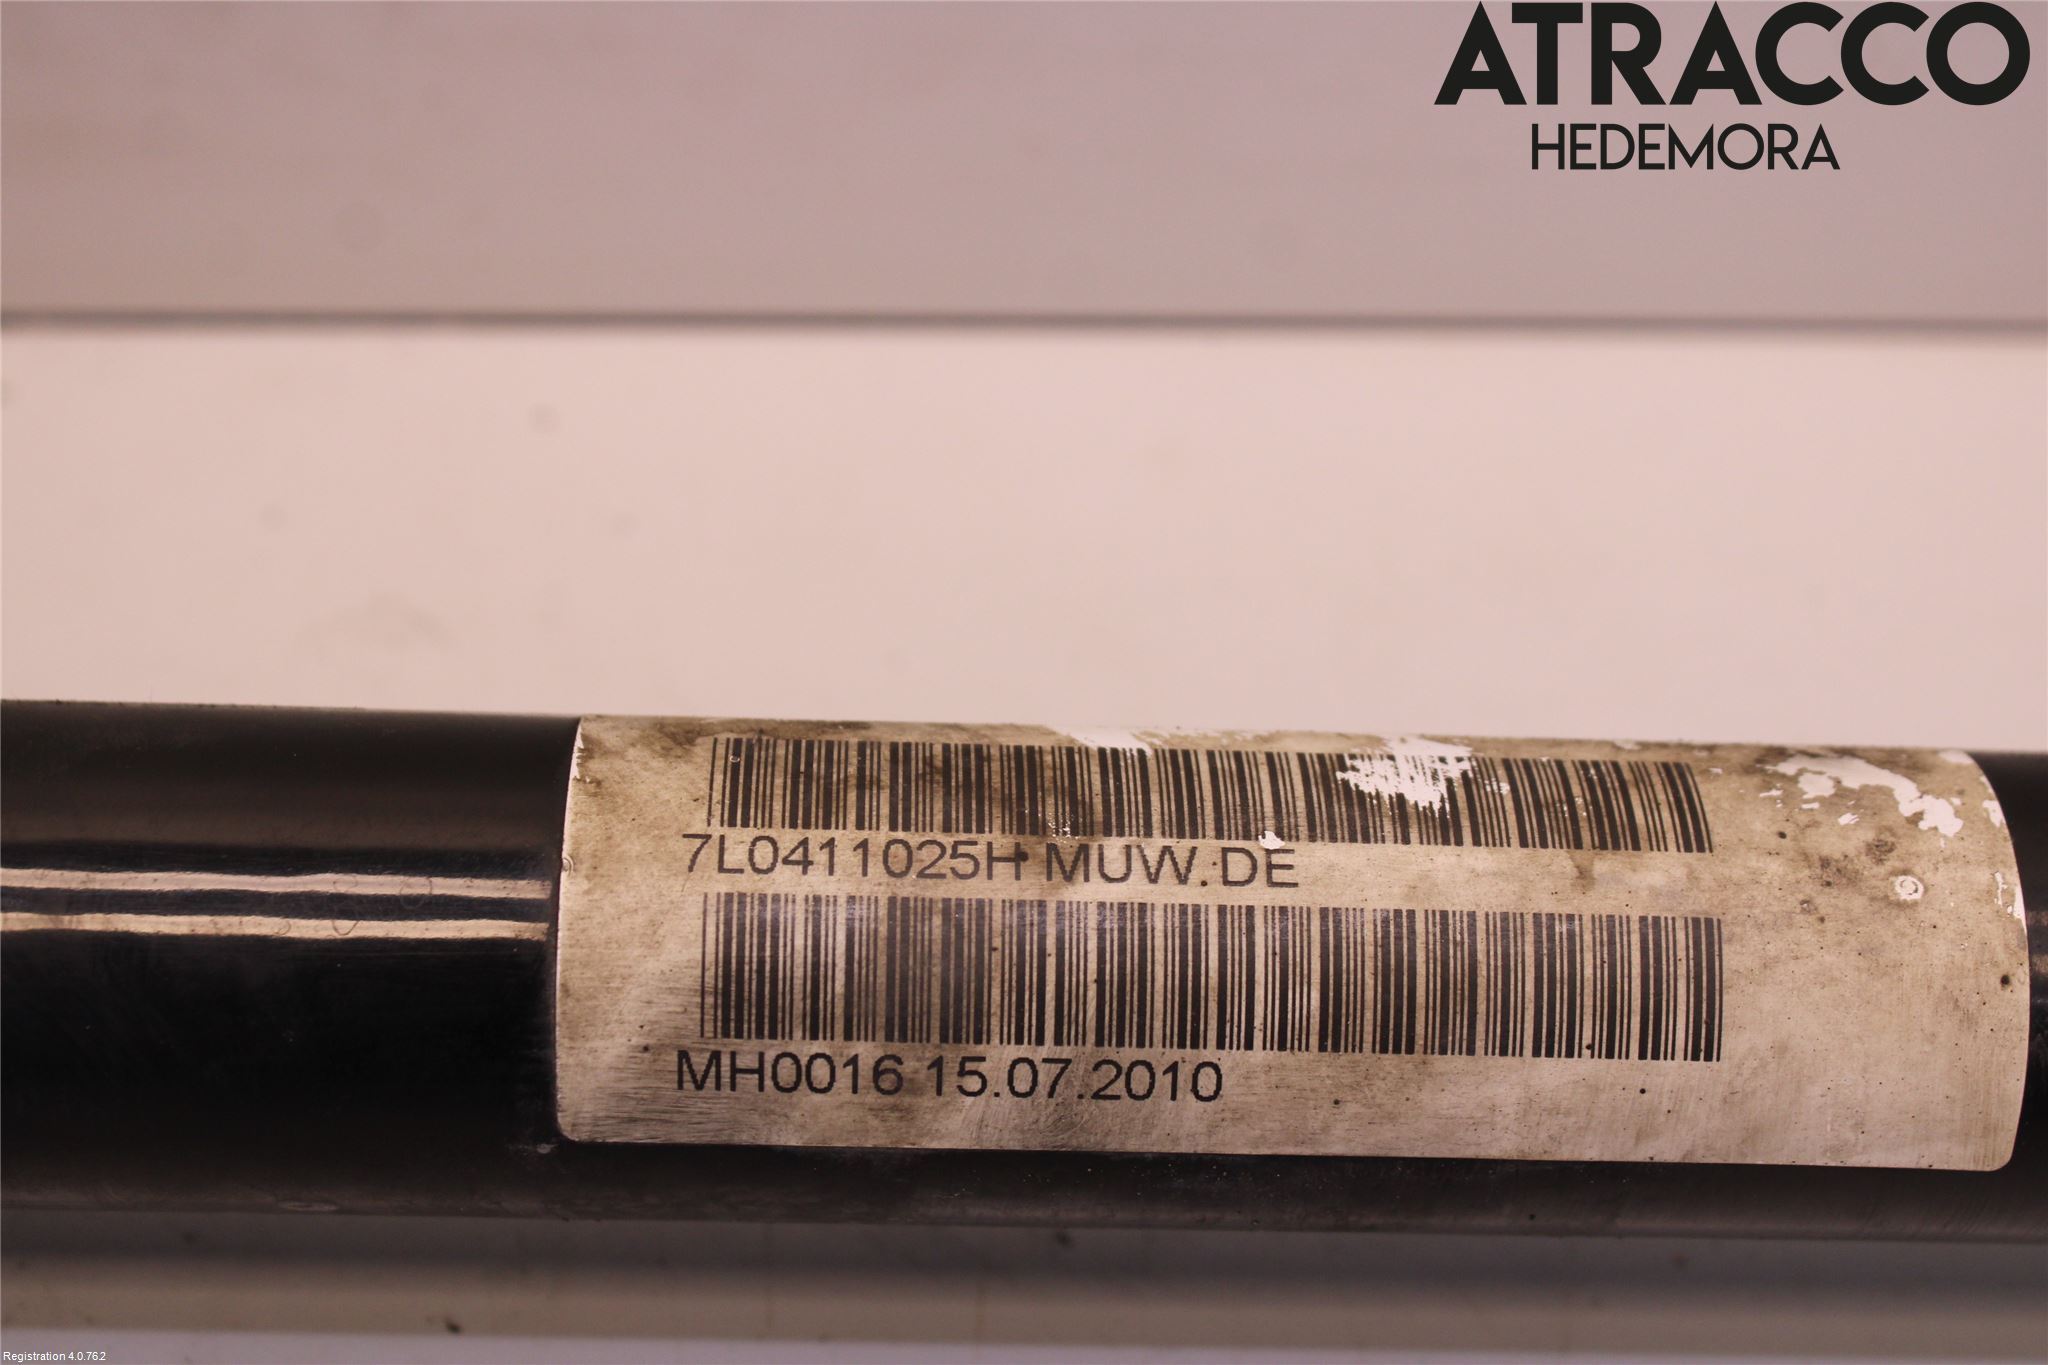 ATRACCO
HEDEMORA
7L0411025H MUW.DE
MH0016 15.07.2010
Registration 4.0.762